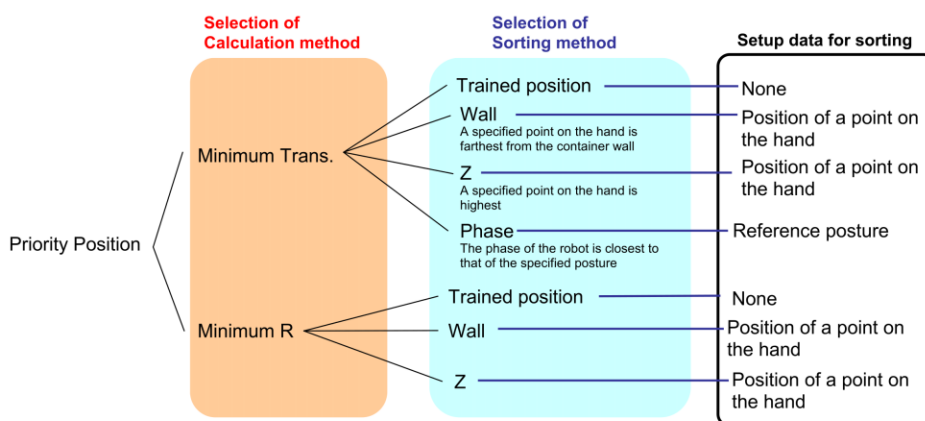 Selection of
Calculation method
Selection of
Sorting method
Setup data for sorting
Priority Position
Minimum Trans.
Trained position
None
Wall
A specified point on the hand is
farthest from the container wall
Position of a point on
the hand
Z
A specified point on the hand is
highest
Position of a point on
the hand
Phase
The phase of the robot is closest to
that of the specified posture
Reference posture
Minimum R
Trained position
None
Wall
Position of a point on
the hand
Z
Position of a point on
the hand